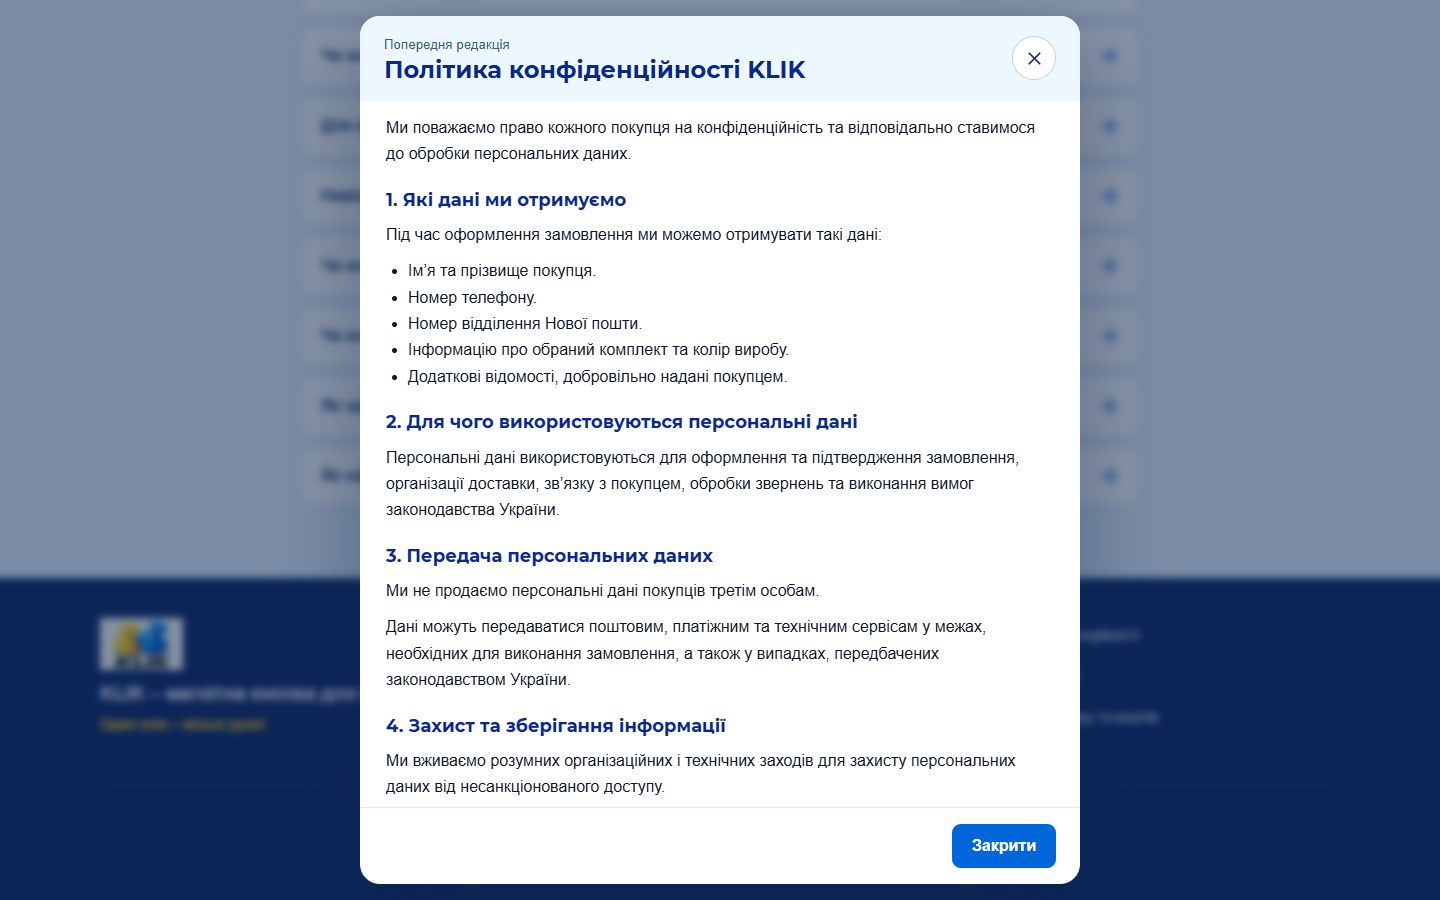 Попередня редакція
Політика конфіденційності KLIK
Ми поважаємо право кожного покупця на конфіденційність та відповідально ставимося
до обробки персональних даних.
1. Які дані ми отримуємо
Під час оформлення замовлення ми можемо отримувати такі дані:
Ім’я та прізвище покупця.
Номер телефону.
Номер відділення Нової пошти.
Інформацію про обраний комплект та колір виробу.
Додаткові відомості, добровільно надані покупцем.
2. Для чого використовуються персональні дані
Персональні дані використовуються для оформлення та підтвердження замовлення,
організації доставки, зв’язку з покупцем, обробки звернень та виконання вимог
законодавства України.
3. Передача персональних даних
Ми не продаємо персональні дані покупців третім особам.
Дані можуть передаватися поштовим, платіжним та технічним сервісам у межах,
необхідних для виконання замовлення, а також у випадках, передбачених
законодавством України.
4. Захист та зберігання інформації
Ми вживаємо розумних організаційних і технічних заходів для захисту персональних
даних від несанкціонованого доступу.
Закрити
KLIK – магнітна кнопка для